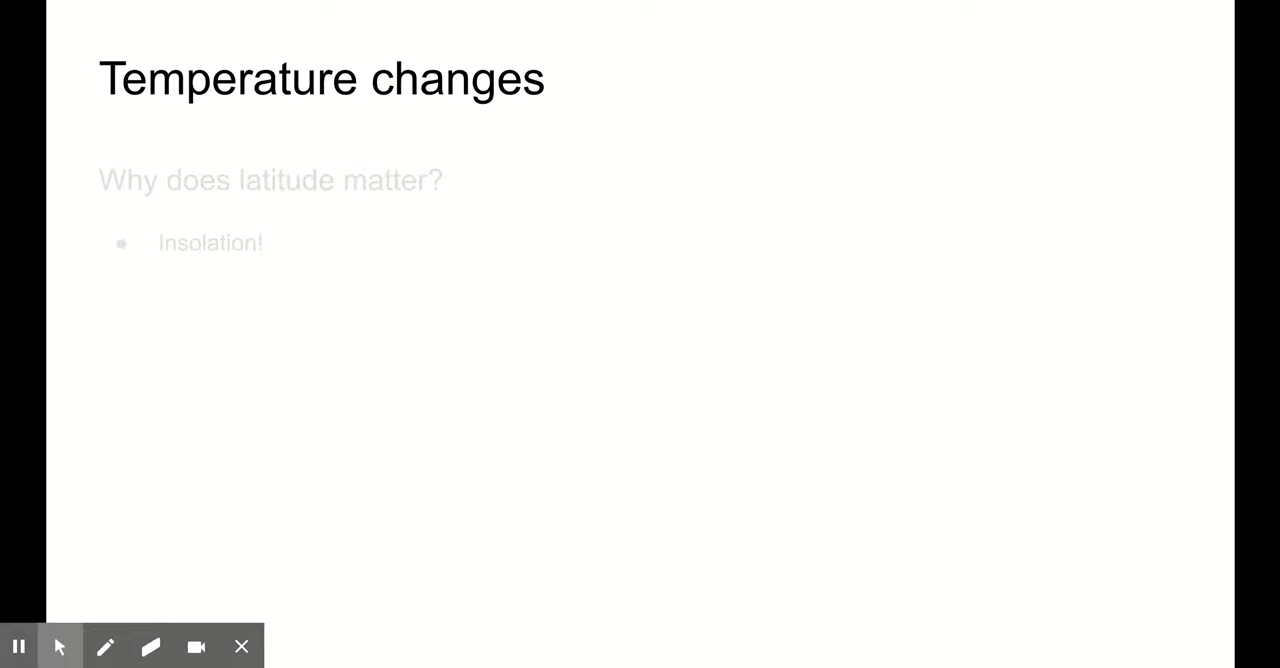 Temperature changes
Why does latitude matter?
● Insolation!